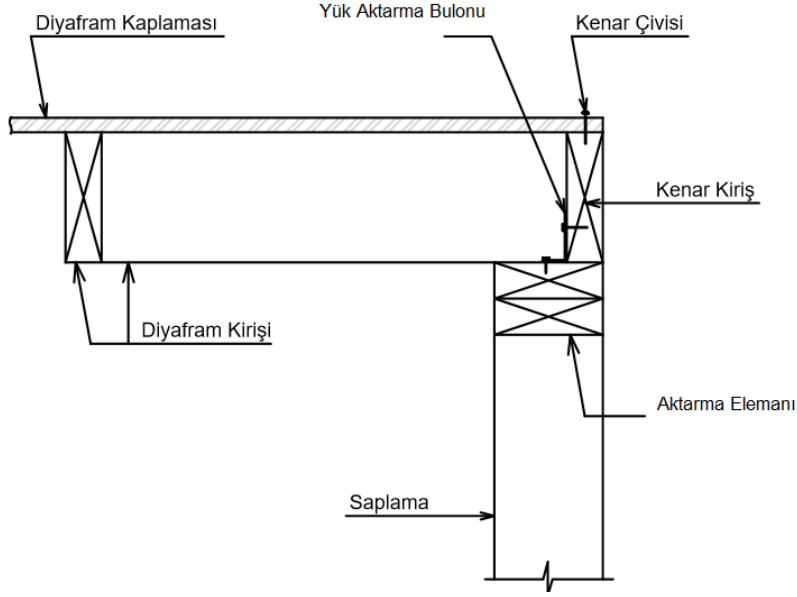 Yük Aktarma Bulonu
Diyafram Kaplaması
Kenar Çivisi
Kenar Kiriş
Diyafram Kirişi
Aktarma Elemanı
Saplama